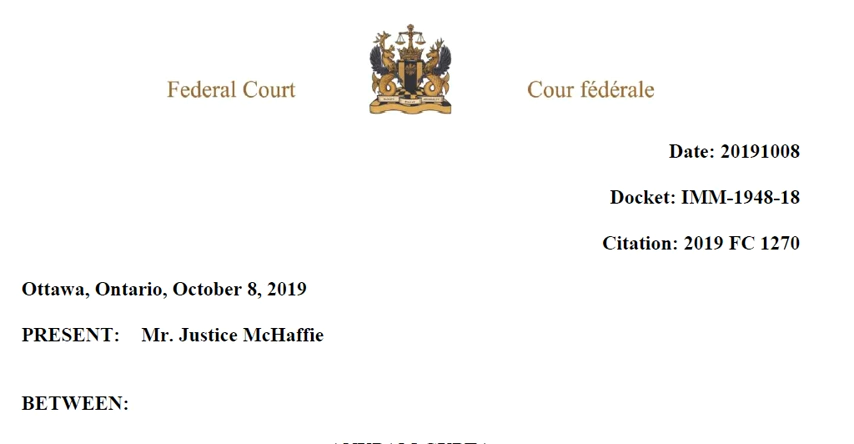 Federal Court Cour fédérale
Date: 20191008
Docket: IMM-1948-18
Citation: 2019 FC 1270
Ottawa, Ontario, October 8, 2019
PRESENT: Mr. Justice McHaffie
BETWEEN: